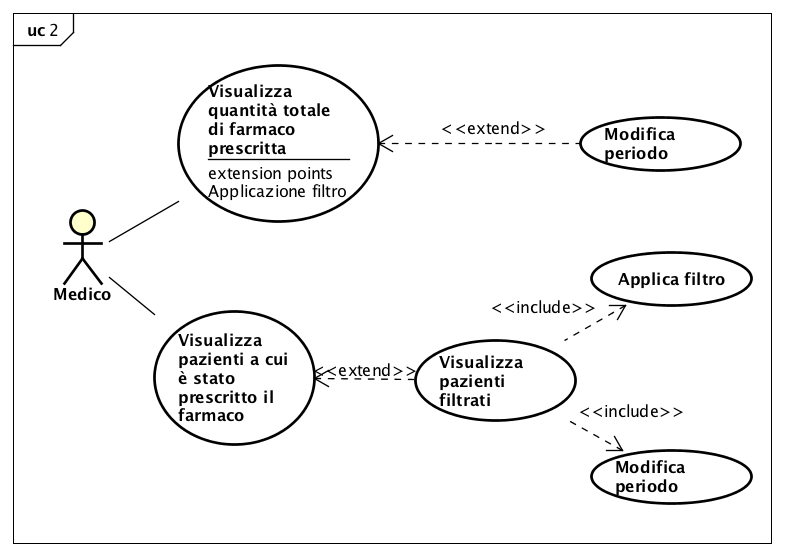 uc 2
Visualizza
quantità totale
di farmaco
prescritta
extension points
Applicazione filtro
<<extend>>
Modifica
periodo
Medico
Visualizza
pazienti a cui
è stato
prescritto il
farmaco
<<extend>>
Visualizza
pazienti
filtrati
<<include>>
Applica filtro
<<include>>
Modifica
periodo